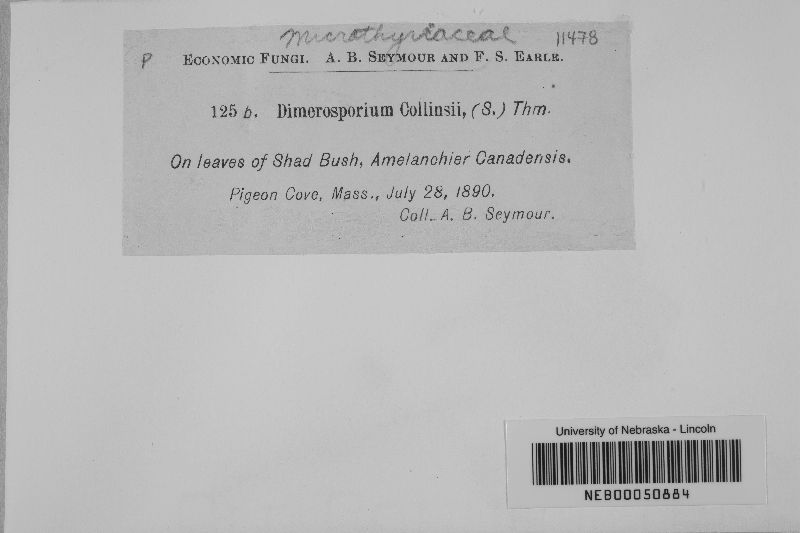 Microthyriaceae 11478
P Economic Fungi. A. B. Seymour and F. S. Earle.
125 b. Dimerosporium Collinsii, (S.) Thm.
On leaves of Shad Bush, Amelanchier Canadensis.
Pigeon Cove, Mass., July 28, 1890.
Coll. A. B. Seymour.
University of Nebraska - Lincoln
NEB00050884